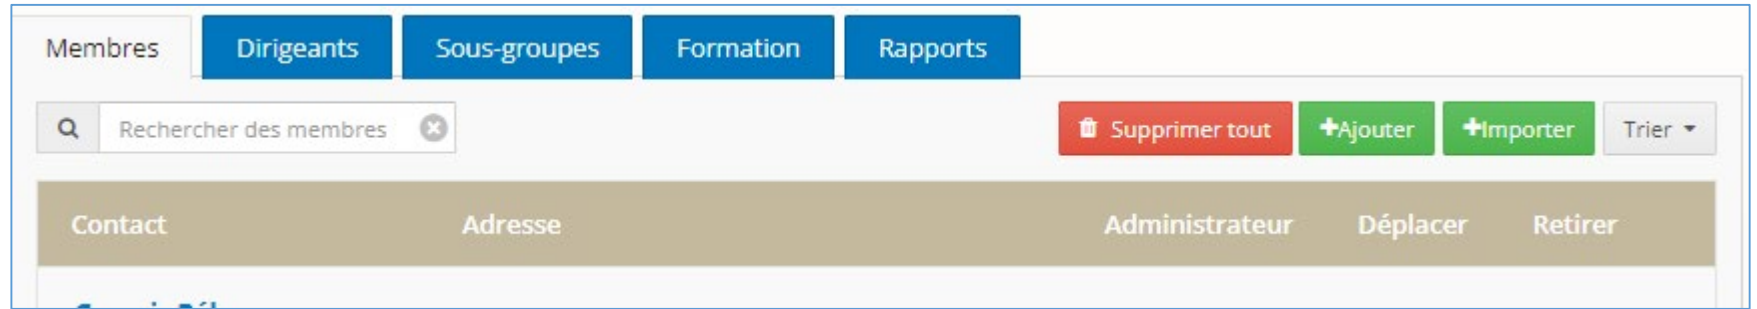 Membres Dirigeants Sous-groupes Formation Rapports
Rechercher des membres Supprimer tout +Ajouter +Importer Trier
Contact Adresse Administrateur Déplacer Retirer